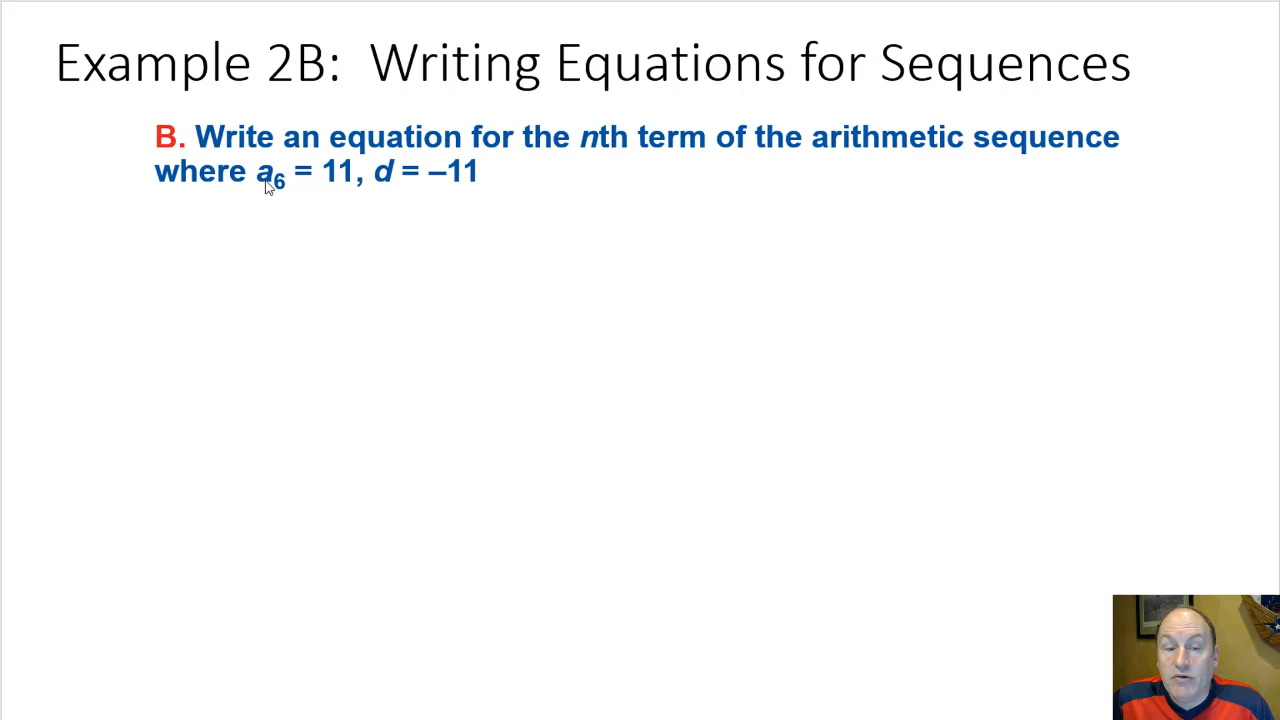 Example 2B: Writing Equations for Sequences
B. Write an equation for the nth term of the arithmetic sequence
where a₆ = 11, d = –11